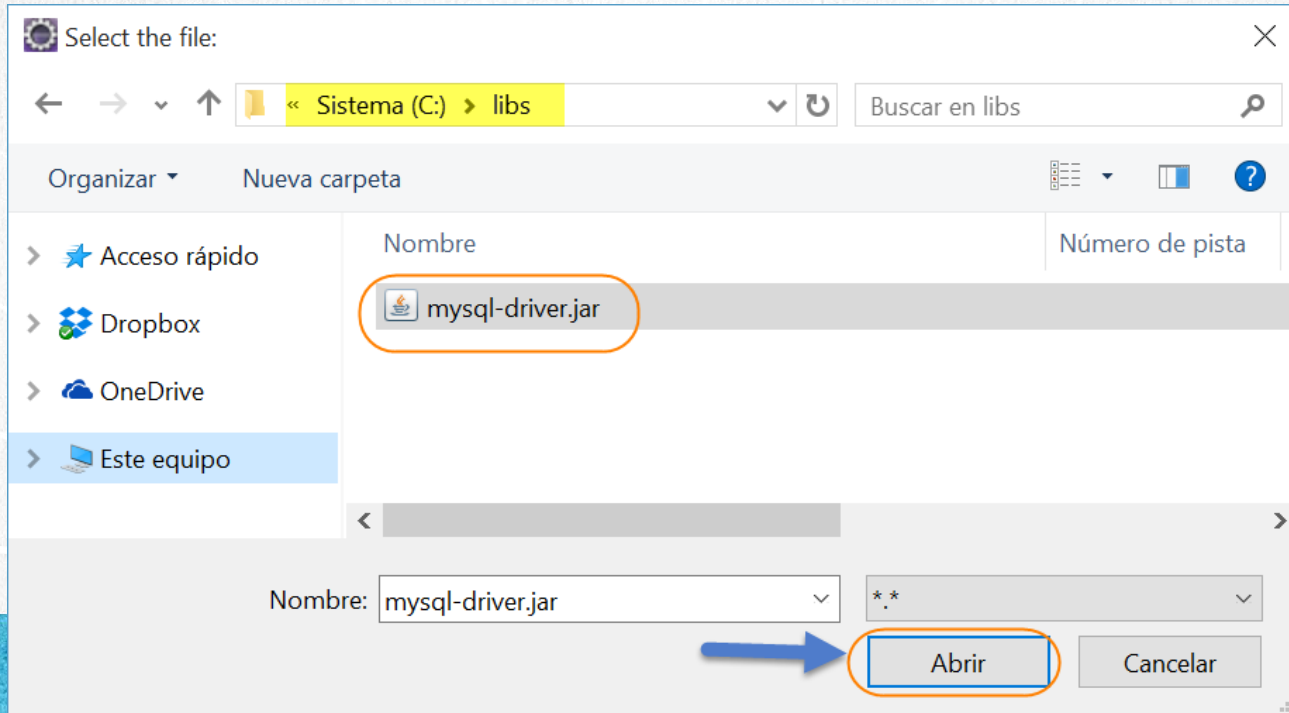 Select the file:
« Sistema (C:) > libs
Buscar en libs
Organizar
Nueva carpeta
Acceso rápido
Dropbox
OneDrive
Este equipo
Nombre
Número de pista
mysql-driver.jar
Nombre: mysql-driver.jar
*.*
Abrir
Cancelar